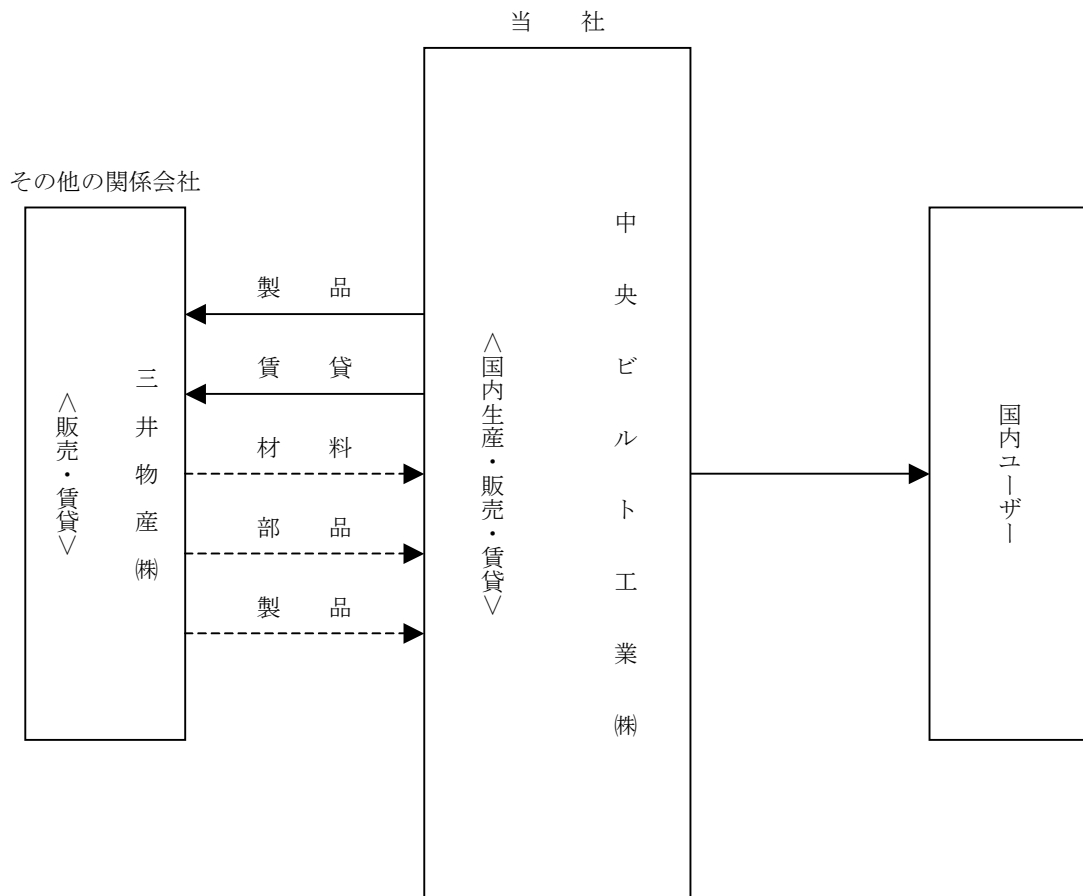 当 社
その他の関係会社
三井物産㈱
<販売・賃貸>
製 品
賃 貸
材 料
部 品
製 品
中央ビルト工業㈱
<国内生産・販売・賃貸>
国内ユーザー